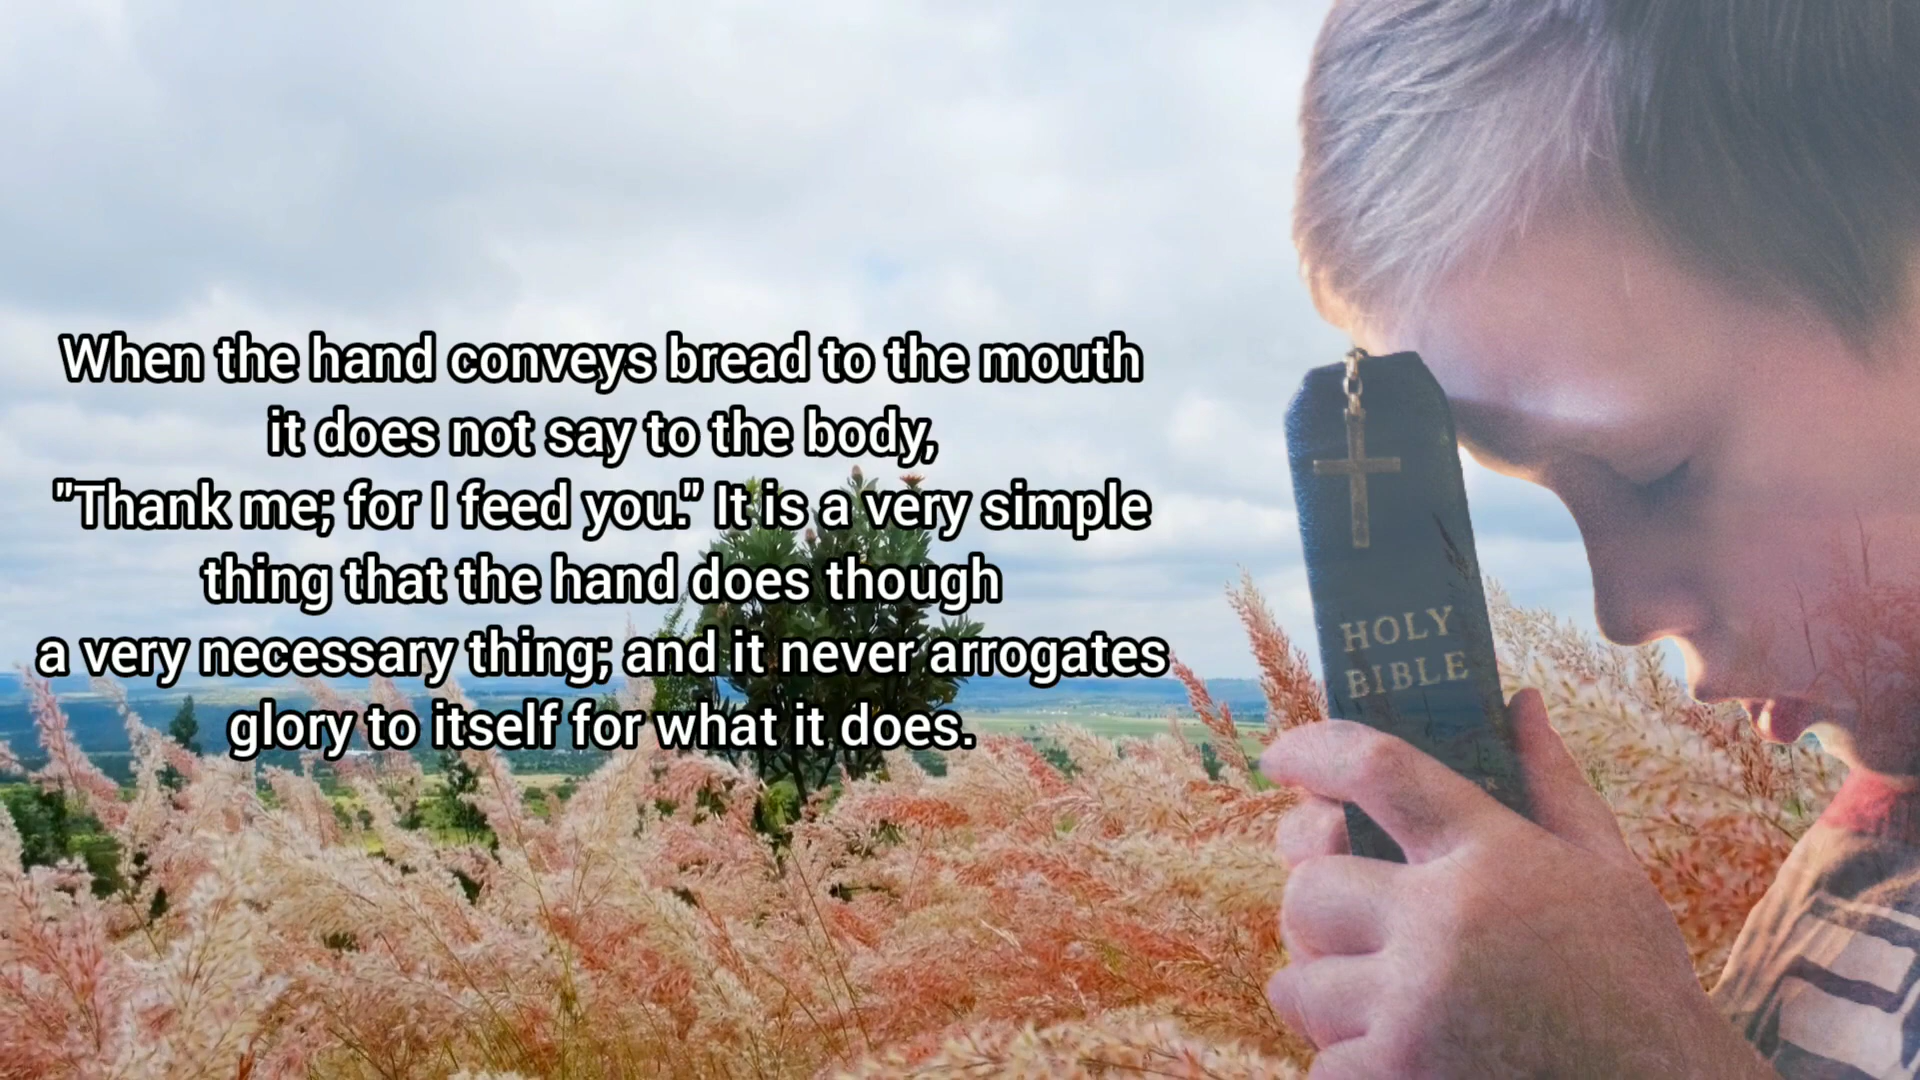 When the hand conveys bread to the mouth
it does not say to the body,
"Thank me; for I feed you." It is a very simple
thing that the hand does though
a very necessary thing; and it never arrogates
glory to itself for what it does.
HOLY
BIBLE